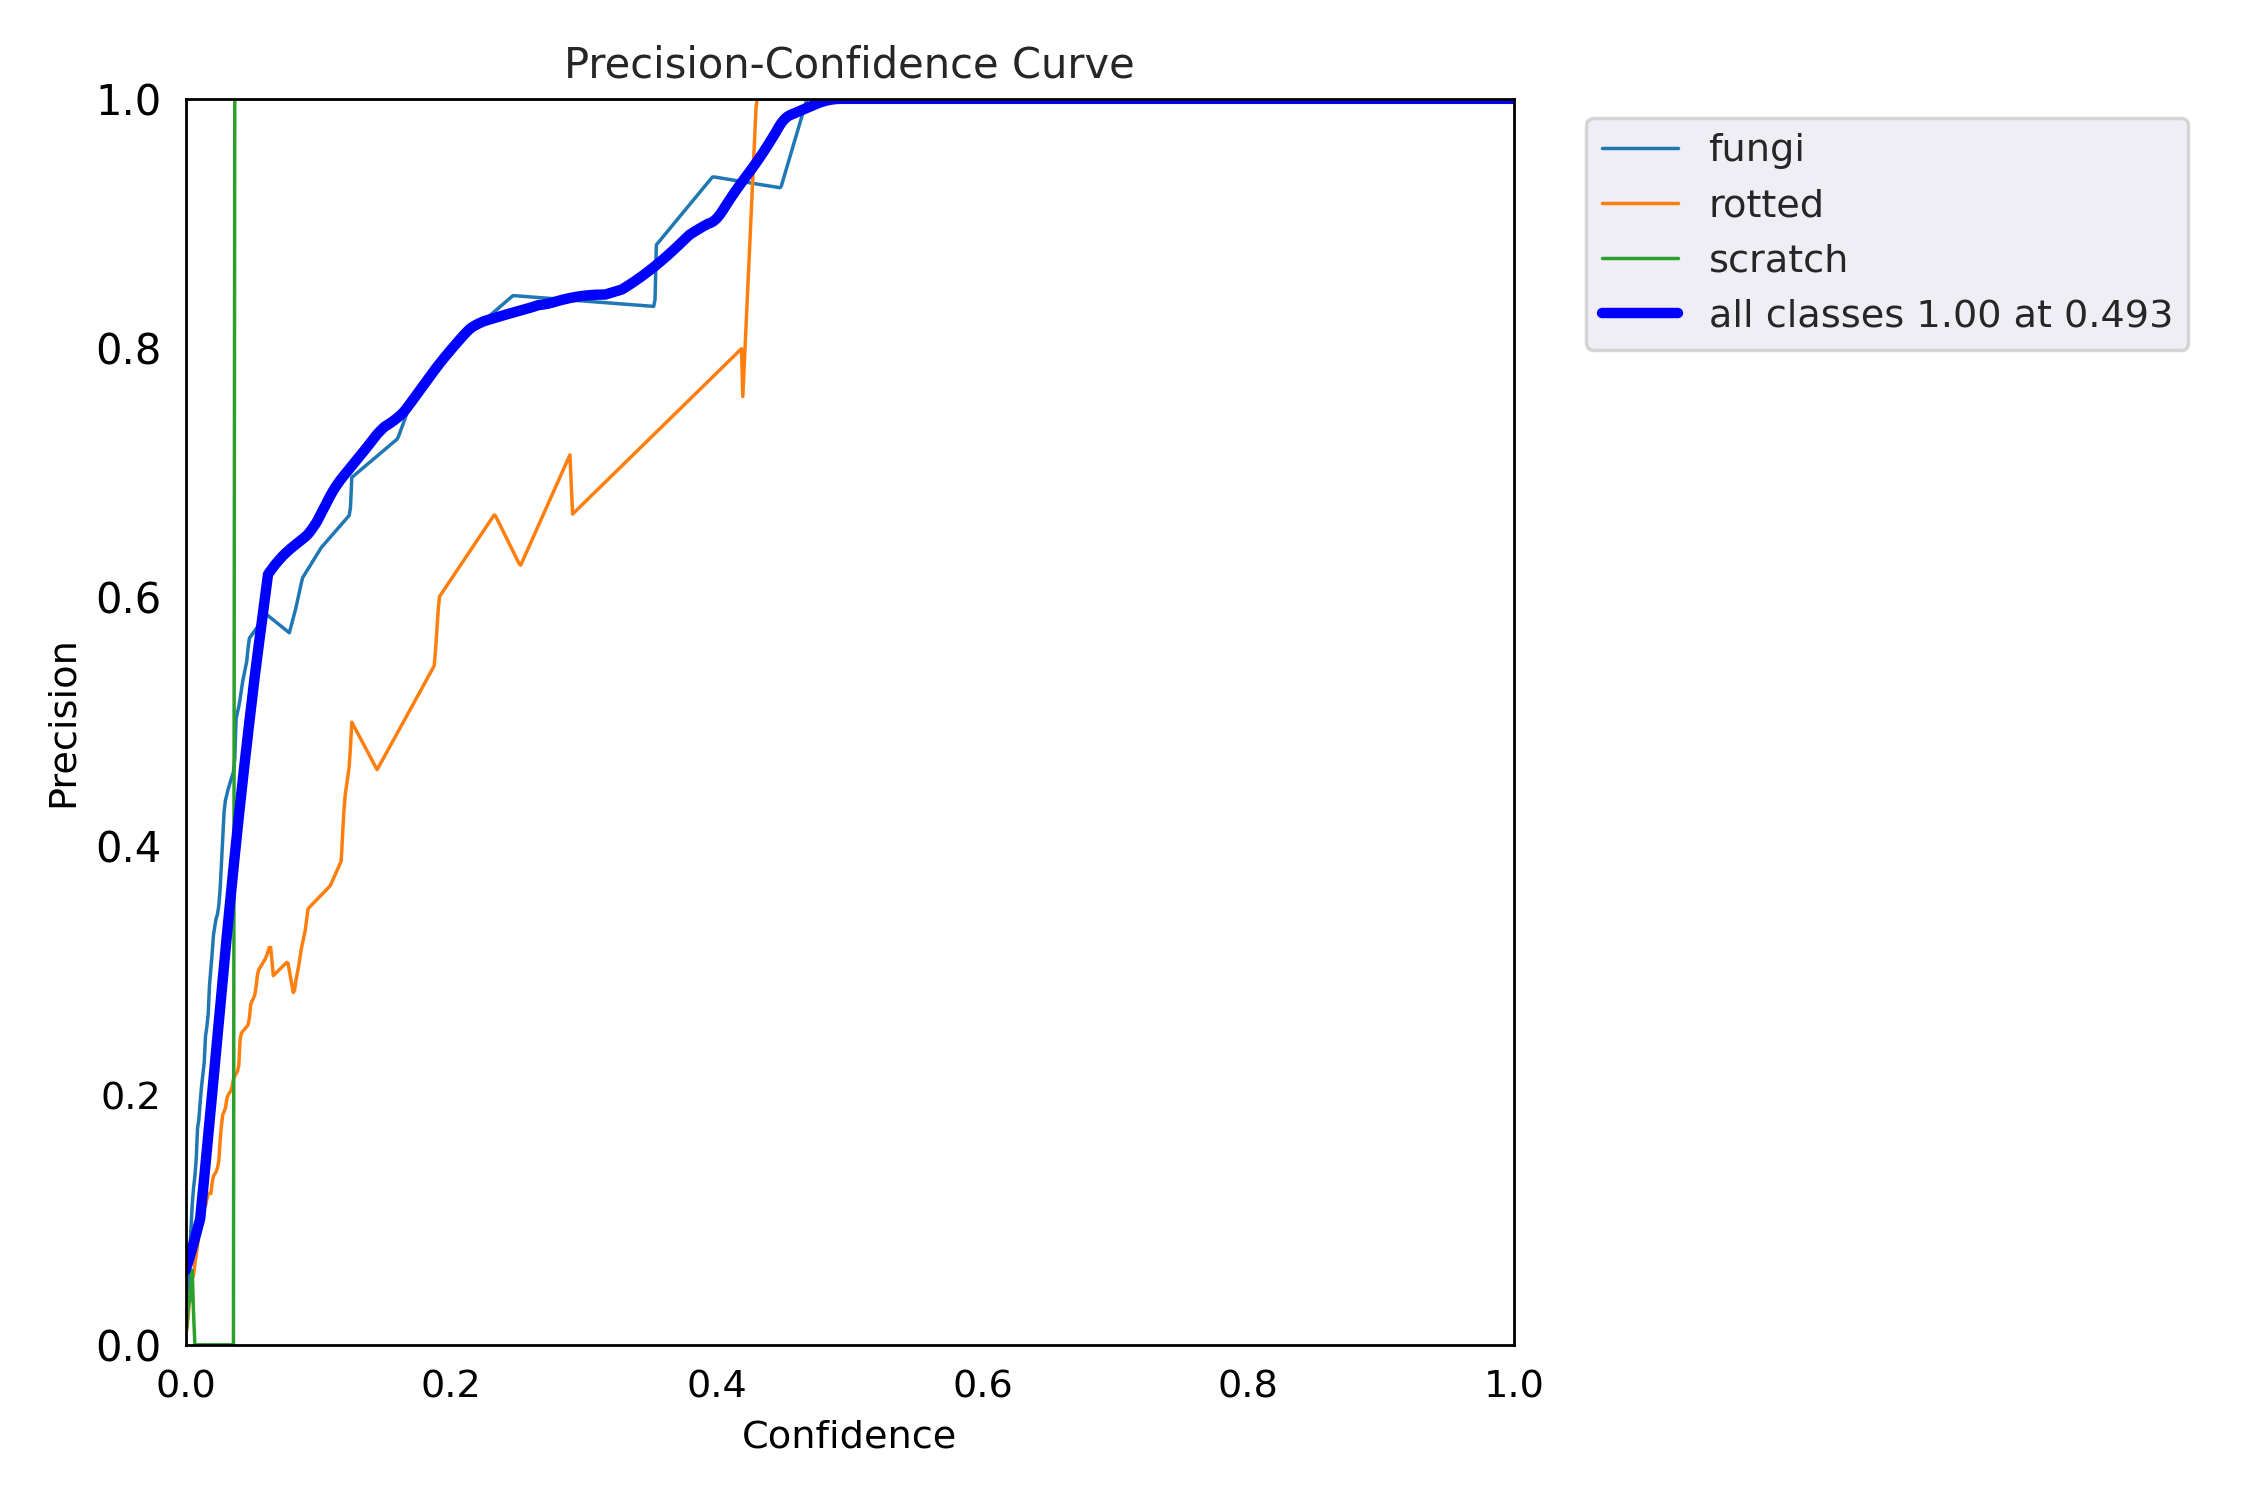 Precision-Confidence Curve
1.0
0.8
0.6
0.4
0.2
0.0
Precision
0.0 0.2 0.4 0.6 0.8 1.0
Confidence
fungi
rotted
scratch
all classes 1.00 at 0.493